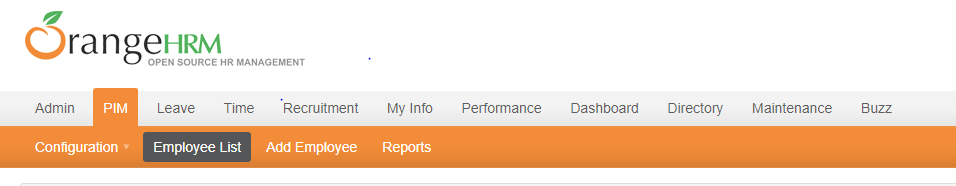 OrangeHRM
OPEN SOURCE HR MANAGEMENT
Admin PIM Leave Time Recruitment My Info Performance Dashboard Directory Maintenance Buzz
Configuration Employee List Add Employee Reports